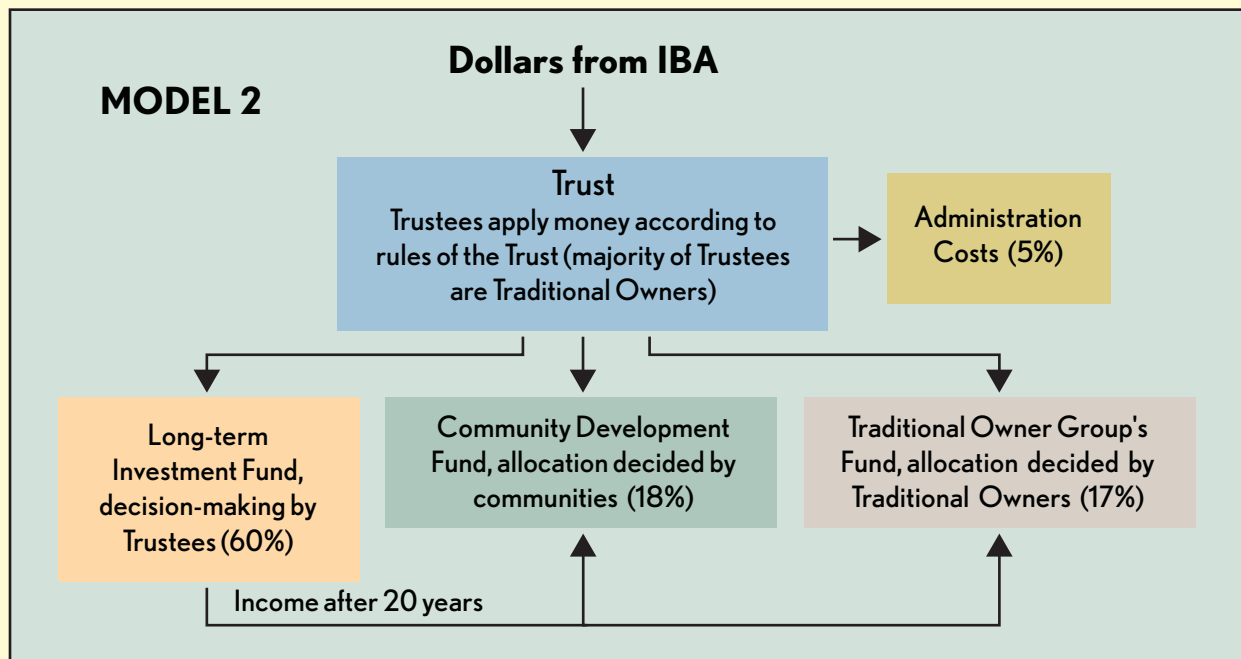 Dollars from IBA
MODEL 2
Trust
Trustees apply money according to
rules of the Trust (majority of Trustees
are Traditional Owners)
Administration
Costs (5%)
Long-term
Investment Fund,
decision-making by
Trustees (60%)
Community Development
Fund, allocation decided by
communities (18%)
Traditional Owner Group's
Fund, allocation decided by
Traditional Owners (17%)
Income after 20 years